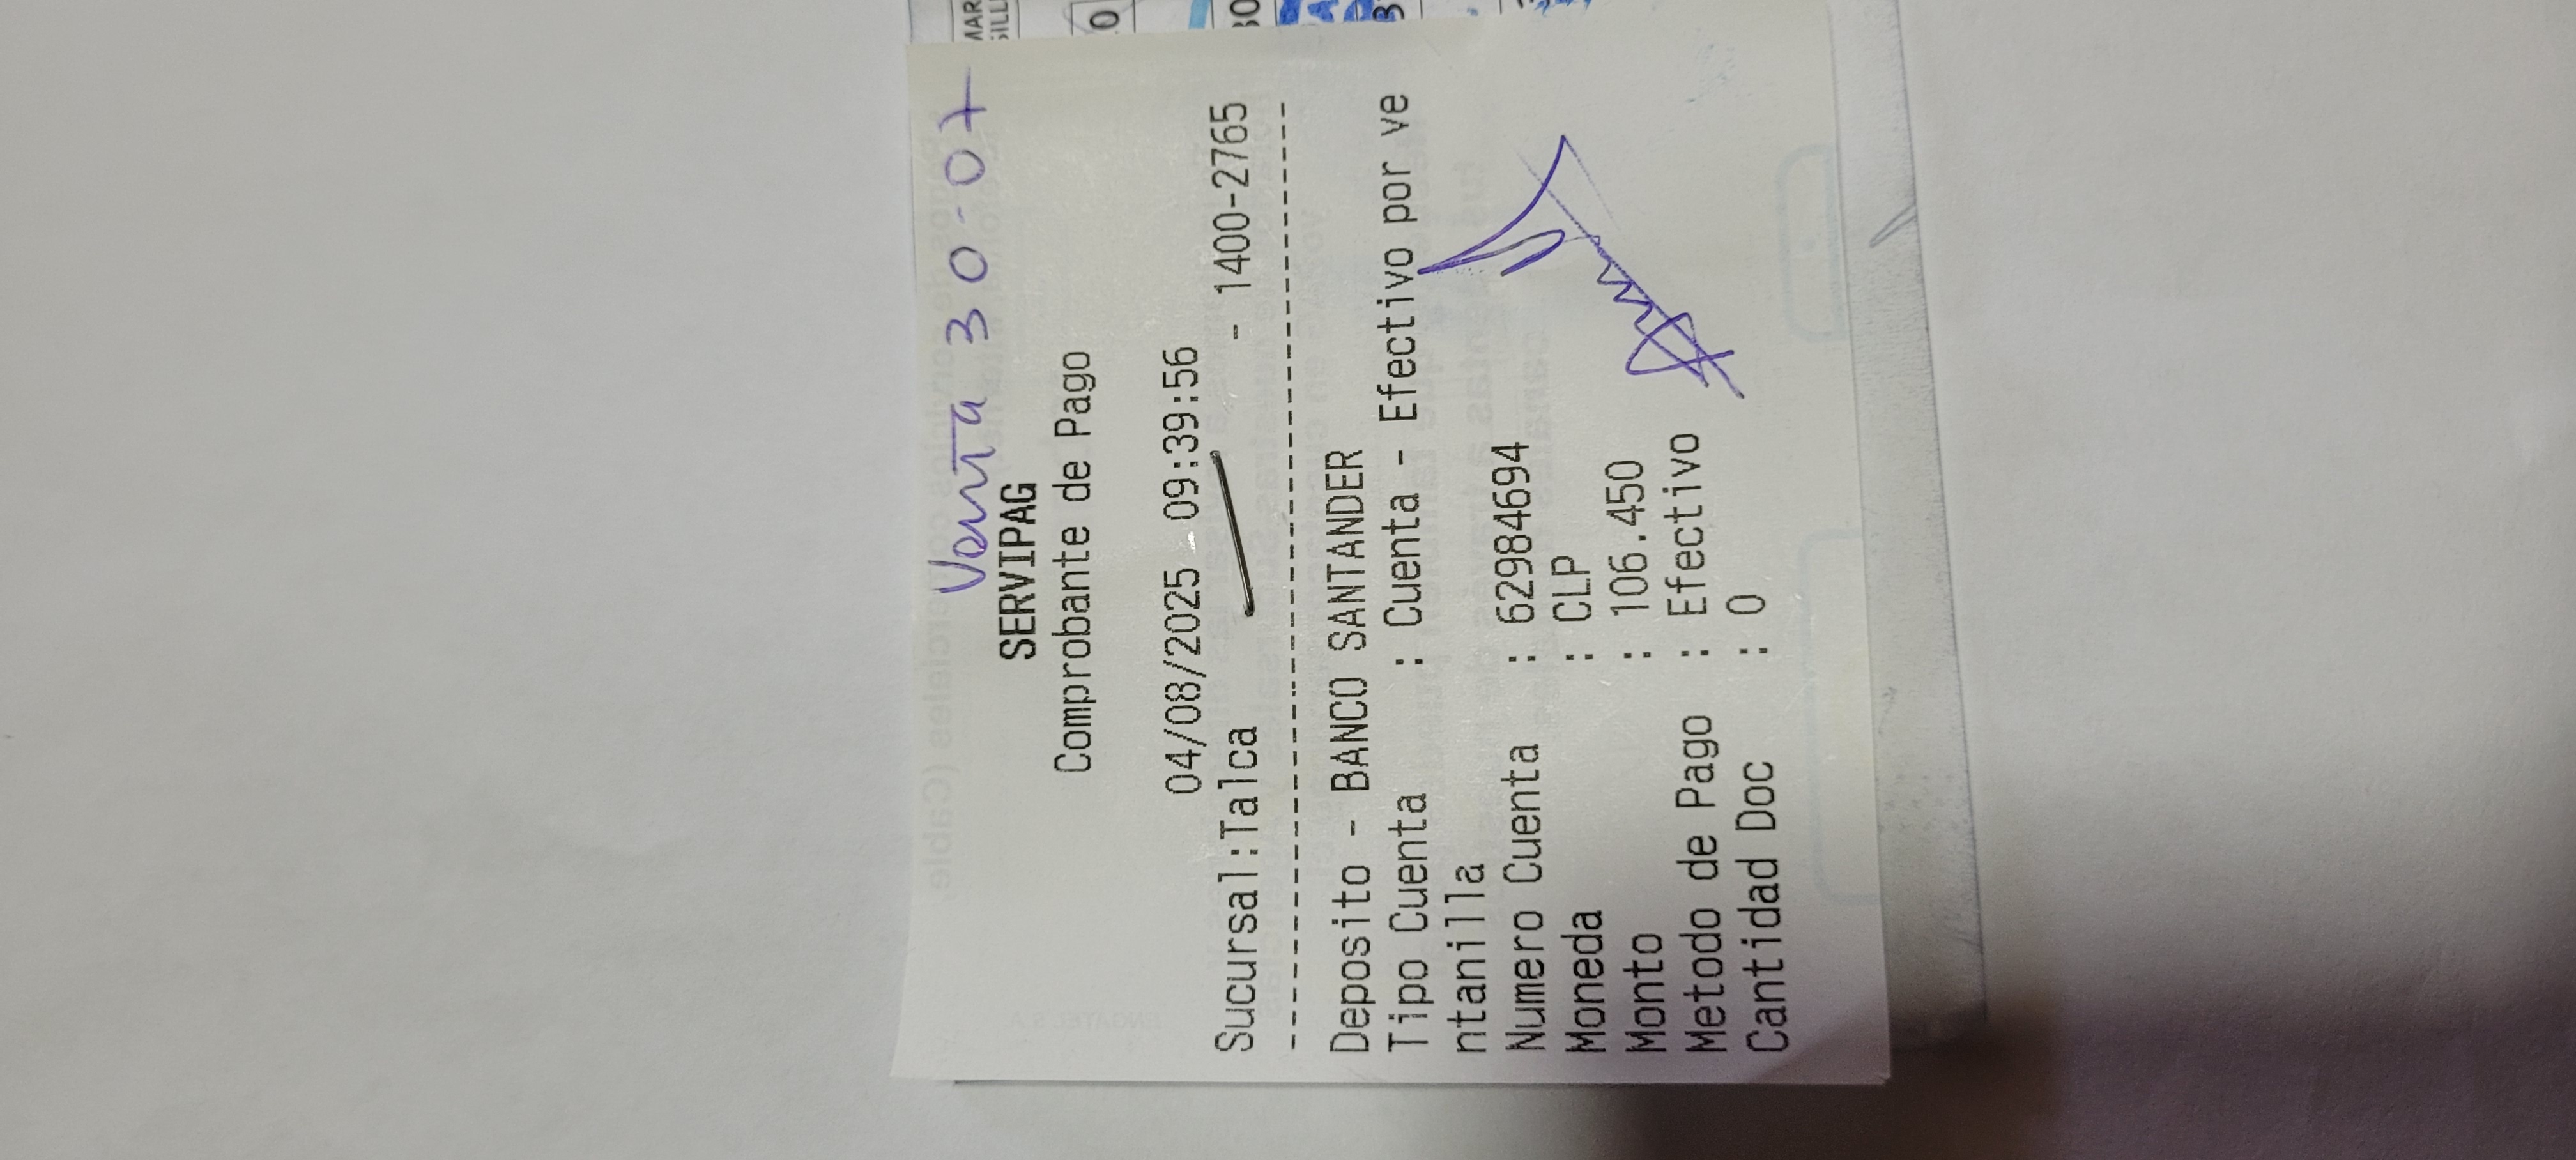 Venta 30-07
SERVIPAG
Comprobante de Pago
04/08/2025 09:39:56
Sucursal:Talca - 1400-2765
Deposito - BANCO SANTANDER
Tipo Cuenta : Cuenta - Efectivo por ve
ntanilla
Numero Cuenta : 62984694
Moneda : CLP
Monto : 106.450
Metodo de Pago : Efectivo
Cantidad Doc : 0